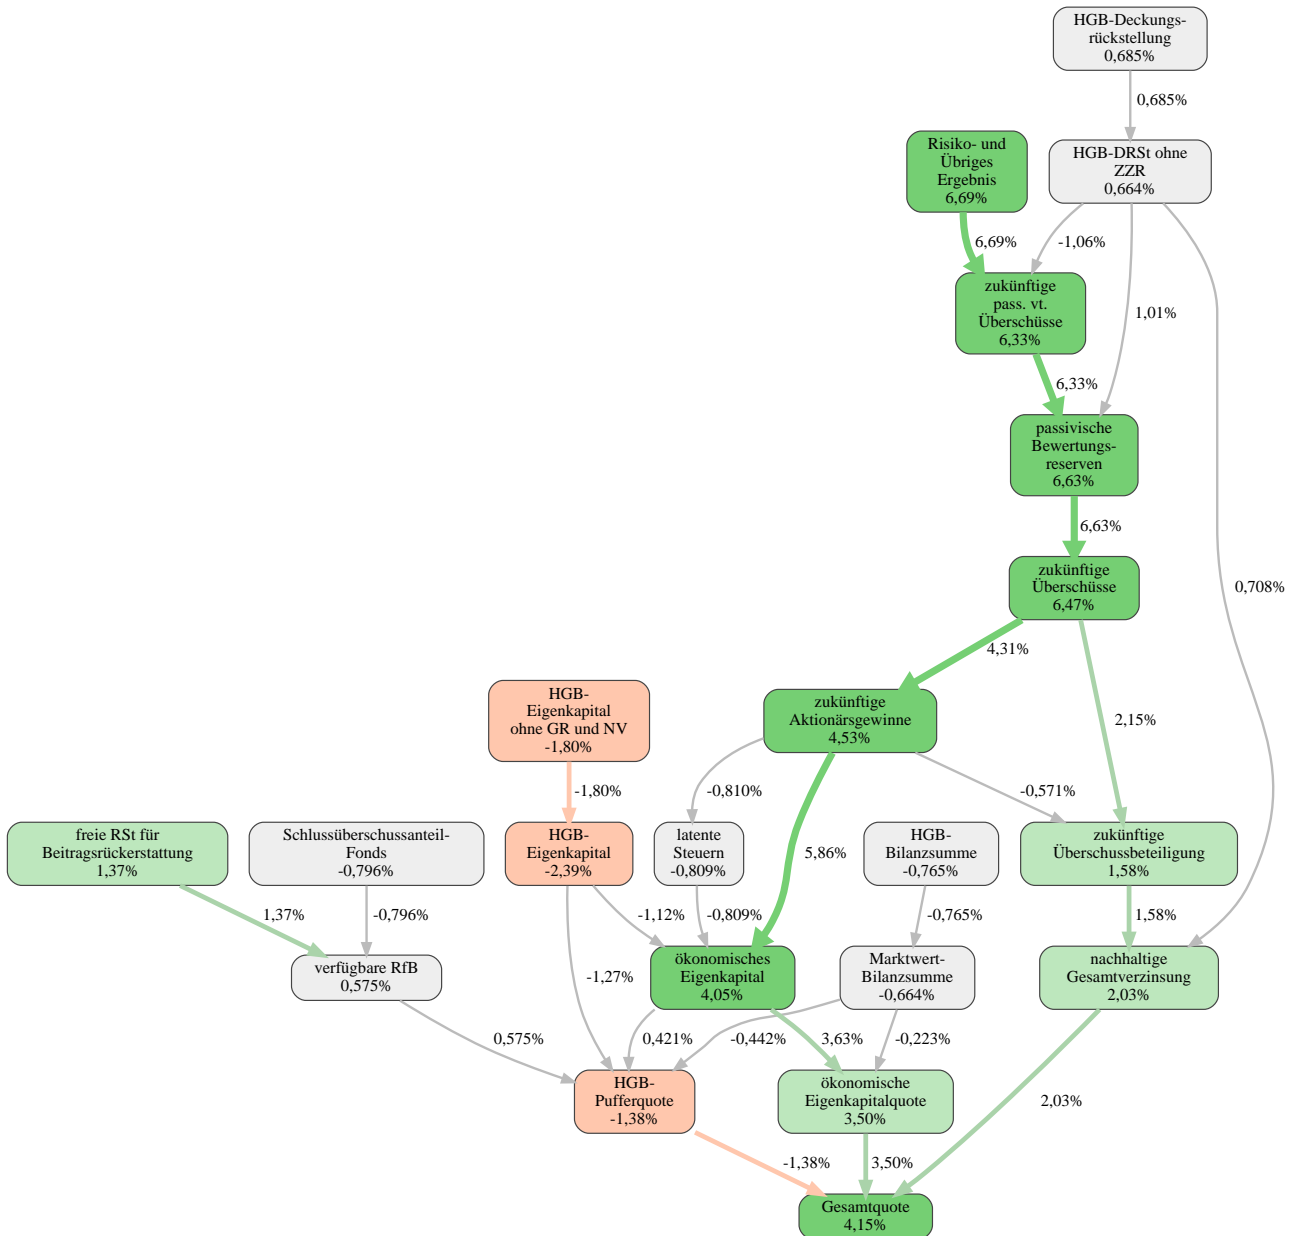 HGB-Deckungs-
rückstellung
0,685%
0,685%
Risiko- und
Übriges
Ergebnis
6,69%
HGB-DRSt ohne
ZZR
0,664%
6,69%
-1,06%
1,01%
0,708%
zukünftige
pass. vt.
Überschüsse
6,33%
6,33%
passivische
Bewertungs-
reserven
6,63%
6,63%
zukünftige
Überschüsse
6,47%
4,31%
2,15%
HGB-
Eigenkapital
ohne GR und NV
-1,80%
zukünftige
Aktionärsgewinne
4,53%
-1,80%
-0,810%
5,86%
-0,571%
freie RSt für
Beitragsrückerstattung
1,37%
Schlussüberschussanteil-
Fonds
-0,796%
HGB-
Eigenkapital
-2,39%
latente
Steuern
-0,809%
HGB-
Bilanzsumme
-0,765%
zukünftige
Überschussbeteiligung
1,58%
1,37%
-0,796%
-1,27%
-1,12%
-0,809%
-0,765%
1,58%
verfügbare RfB
0,575%
ökonomisches
Eigenkapital
4,05%
Marktwert-
Bilanzsumme
-0,664%
nachhaltige
Gesamtverzinsung
2,03%
0,575%
0,421%
-0,442%
3,63%
-0,223%
2,03%
HGB-
Pufferquote
-1,38%
ökonomische
Eigenkapitalquote
3,50%
-1,38%
3,50%
Gesamtquote
4,15%